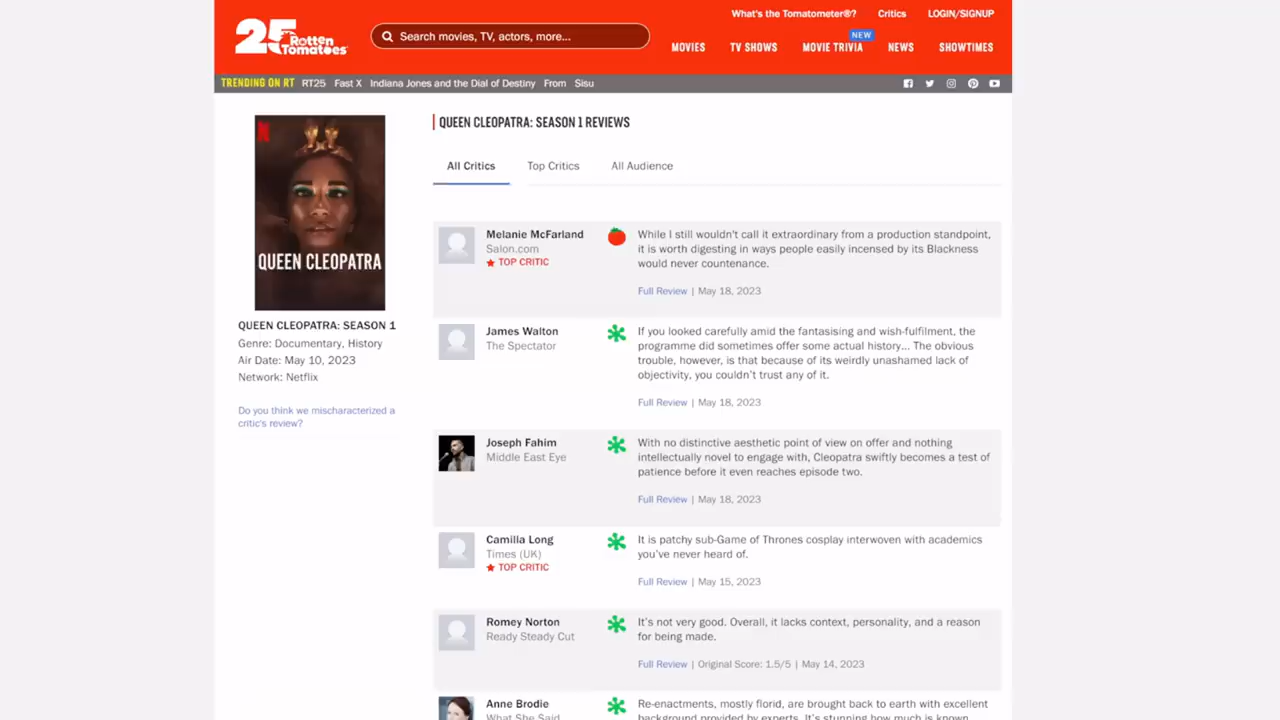 What's the Tomatometer®? Critics LOGIN/SIGNUP
25 Rotten Tomatoes
Search movies, TV, actors, more...
NEW
MOVIES TV SHOWS MOVIE TRIVIA NEWS SHOWTIMES
TRENDING ON RT RT25 Fast X Indiana Jones and the Dial of Destiny From Sisu
N
QUEEN CLEOPATRA
QUEEN CLEOPATRA: SEASON 1
Genre: Documentary, History
Air Date: May 10, 2023
Network: Netflix
Do you think we mischaracterized a
critic's review?
QUEEN CLEOPATRA: SEASON 1 REVIEWS
All Critics Top Critics All Audience
Melanie McFarland
Salon.com
TOP CRITIC
While I still wouldn't call it extraordinary from a production standpoint,
it is worth digesting in ways people easily incensed by its Blackness
would never countenance.
Full Review | May 18, 2023
James Walton
The Spectator
If you looked carefully amid the fantasising and wish-fulfilment, the
programme did sometimes offer some actual history... The obvious
trouble, however, is that because of its weirdly unashamed lack of
objectivity, you couldn't trust any of it.
Full Review | May 18, 2023
Joseph Fahim
Middle East Eye
With no distinctive aesthetic point of view on offer and nothing
intellectually novel to engage with, Cleopatra swiftly becomes a test of
patience before it even reaches episode two.
Full Review | May 18, 2023
Camilla Long
Times (UK)
TOP CRITIC
It is patchy sub-Game of Thrones cosplay interwoven with academics
you've never heard of.
Full Review | May 15, 2023
Romey Norton
Ready Steady Cut
It's not very good. Overall, it lacks context, personality, and a reason
for being made.
Full Review | Original Score: 1.5/5 | May 14, 2023
Anne Brodie
What She Said
Re-enactments, mostly florid, are brought back to earth with excellent
background provided by experts. It's stunning how much is known